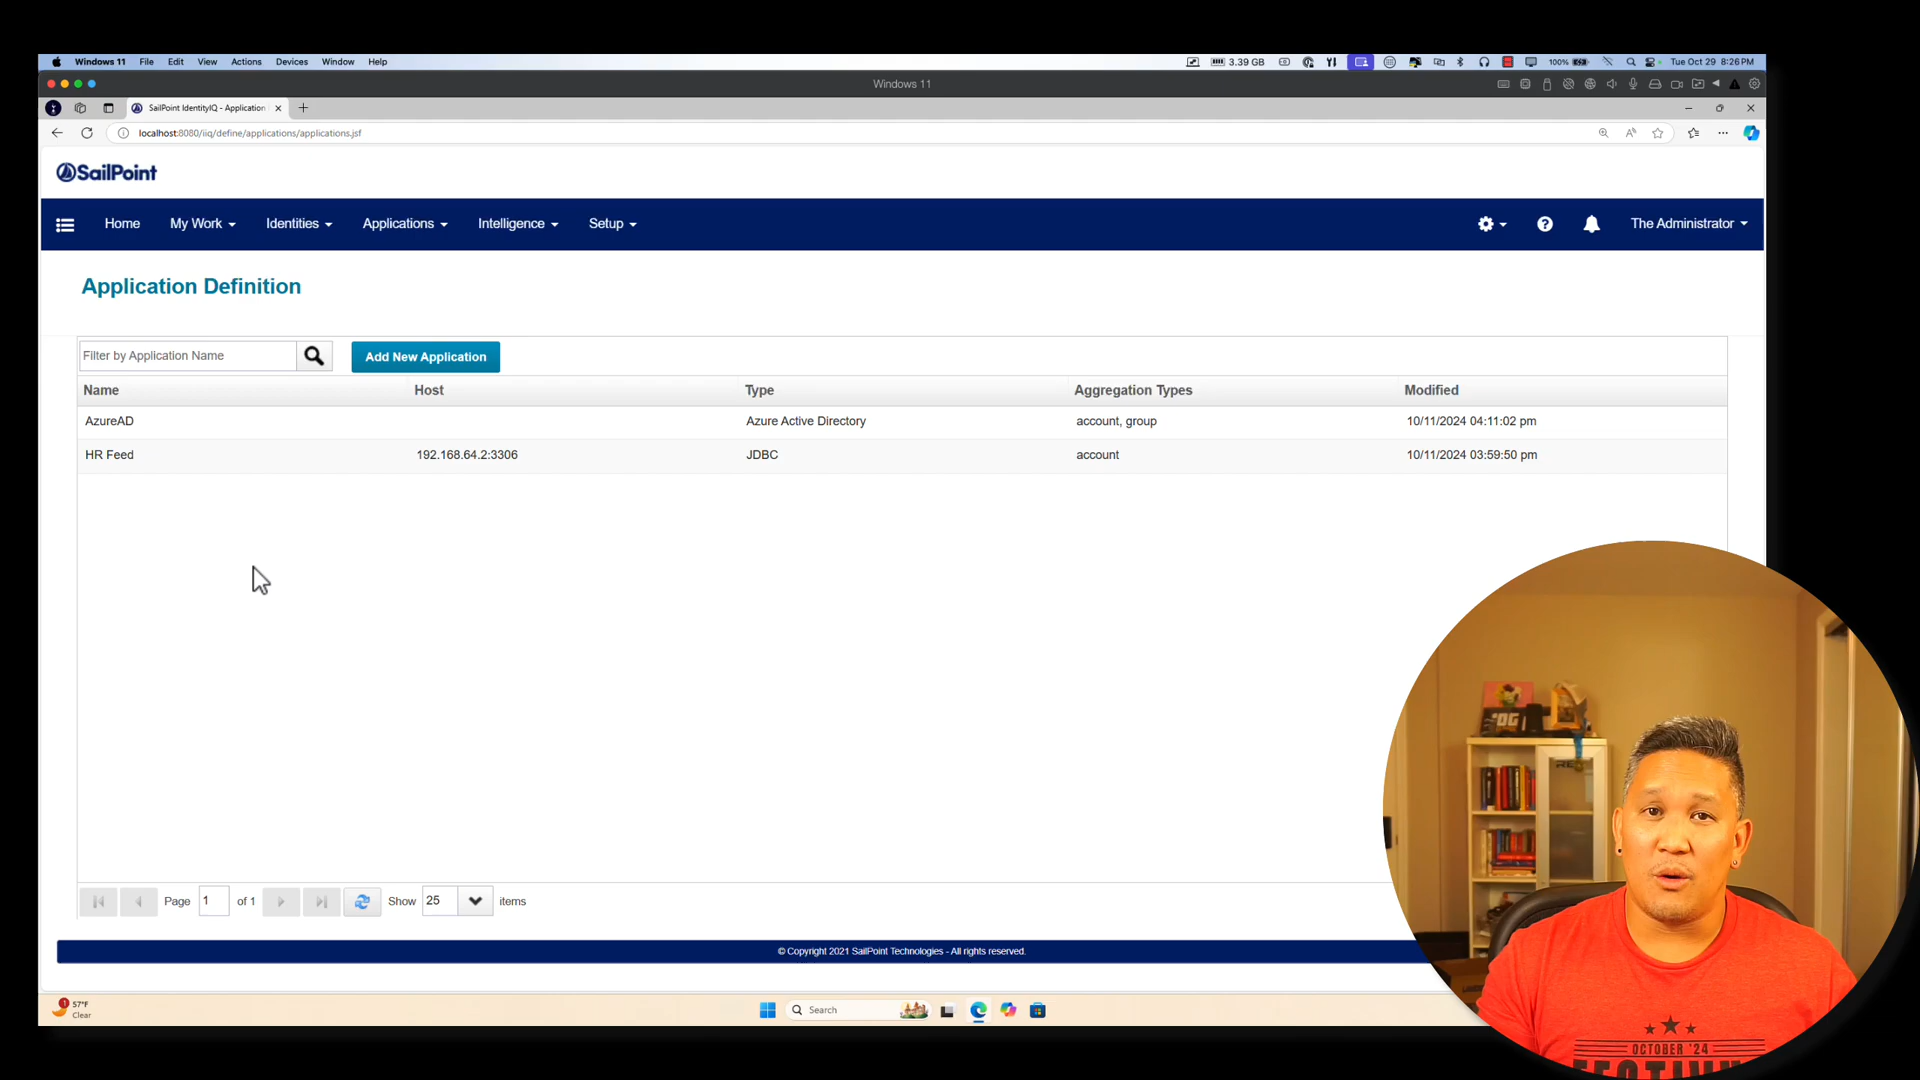 Windows 11 File Edit View Actions Devices Window Help 3.39 GB 100% Tue Oct 29 8:26 PM
Windows 11
SailPoint IdentityIQ - Application
localhost:8080/iiq/define/applications/applications.jsf
SailPoint
Home My Work Identities Applications Intelligence Setup The Administrator
Application Definition
Filter by Application Name Add New Application
Name Host Type Aggregation Types Modified
AzureAD Azure Active Directory account, group 10/11/2024 04:11:02 pm
HR Feed 192.168.64.2:3306 JDBC account 10/11/2024 03:59:50 pm
Page 1 of 1 Show 25 items
© Copyright 2021 SailPoint Technologies - All rights reserved.
1 57°F
Clear
Search
OCTOBER '24